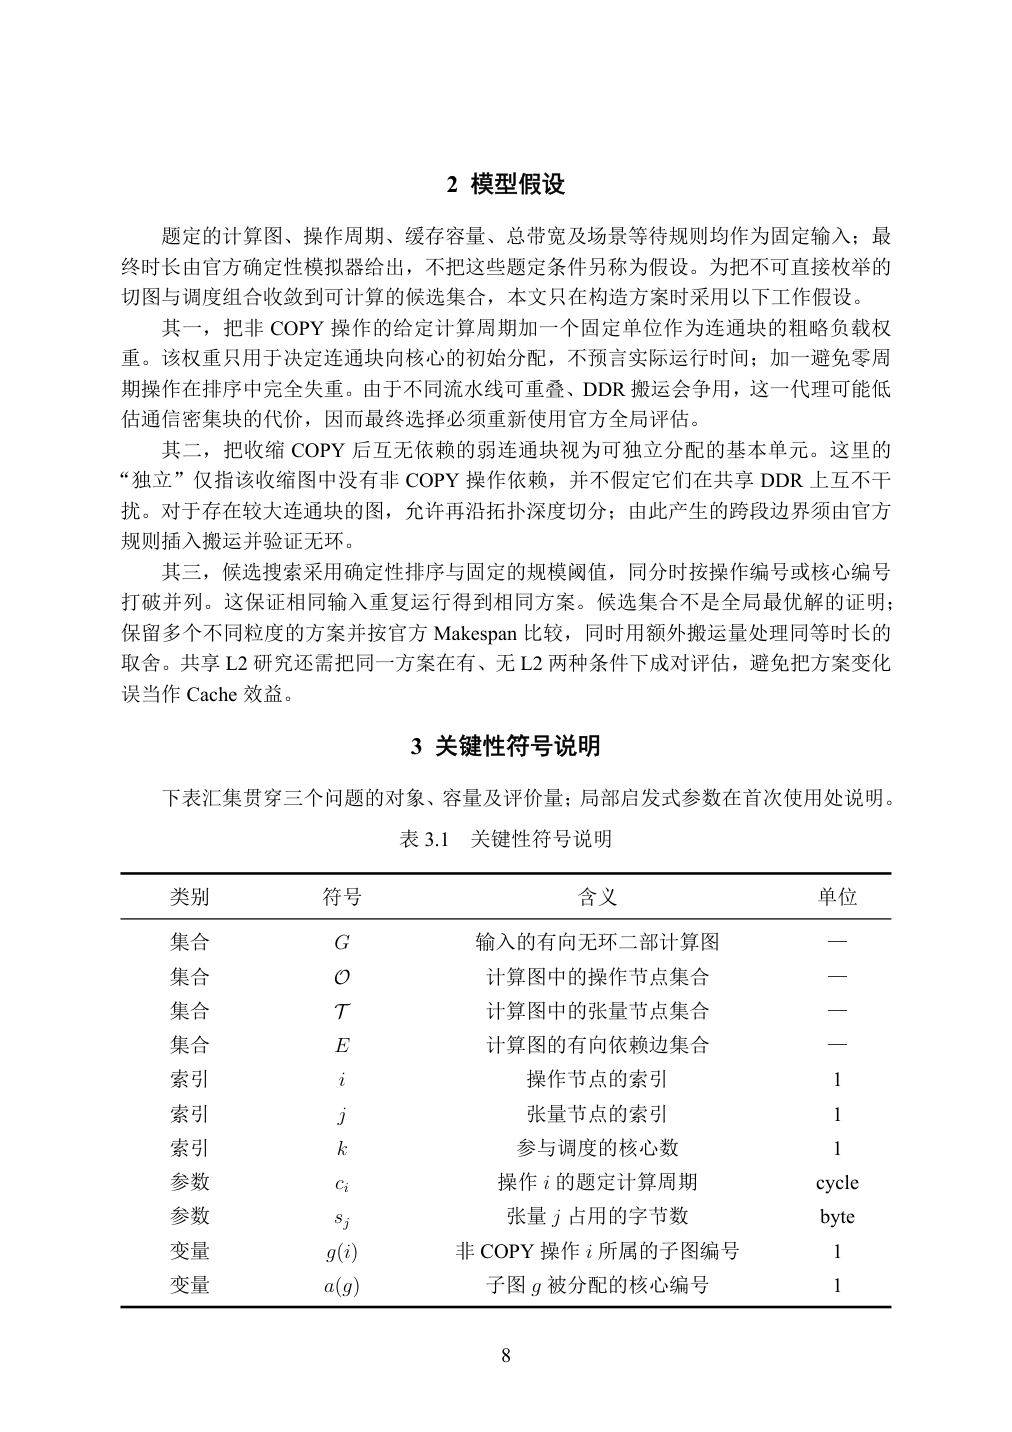 2 模型假设
题定的计算图、操作周期、缓存容量、总带宽及场景等待规则均作为固定输入；最
终时长由官方确定性模拟器给出，不把这些题定条件另称为假设。为把不可直接枚举的
切图与调度组合收敛到可计算的候选集合，本文只在构造方案时采用以下工作假设。
其一，把非 COPY 操作的给定计算周期加一个固定单位作为连通块的粗略负载权
重。该权重只用于决定连通块向核心的初始分配，不预言实际运行时间；加一避免零周
期操作在排序中完全失重。由于不同流水线可重叠、DDR 搬运会争用，这一代理可能低
估通信密集块的代价，因而最终选择必须重新使用官方全局评估。
其二，把收缩 COPY 后互无依赖的弱连通块视为可独立分配的基本单元。这里的
“独立”仅指该收缩图中没有非 COPY 操作依赖，并不假定它们在共享 DDR 上互不干
扰。对于存在较大连通块的图，允许再沿拓扑深度切分；由此产生的跨段边界须由官方
规则插入搬运并验证无环。
其三，候选搜索采用确定性排序与固定的规模阈值，同分时按操作编号或核心编号
打破并列。这保证相同输入重复运行得到相同方案。候选集合不是全局最优解的证明；
保留多个不同粒度的方案并按官方 Makespan 比较，同时用额外搬运量处理同等时长的
取舍。共享 L2 研究还需把同一方案在有、无 L2 两种条件下成对评估，避免把方案变化
误当作 Cache 效益。
3 关键性符号说明
下表汇集贯穿三个问题的对象、容量及评价量；局部启发式参数在首次使用处说明。
表 3.1 关键性符号说明
类别 符号 含义 单位
集合 G 输入的有向无环二部计算图 —
集合 𝒪 计算图中的操作节点集合 —
集合 𝒯 计算图中的张量节点集合 —
集合 E 计算图的有向依赖边集合 —
索引 i 操作节点的索引 1
索引 j 张量节点的索引 1
索引 k 参与调度的核心数 1
参数 c_i 操作 i 的题定计算周期 cycle
参数 s_j 张量 j 占用的字节数 byte
变量 g(i) 非 COPY 操作 i 所属的子图编号 1
变量 a(g) 子图 g 被分配的核心编号 1
8